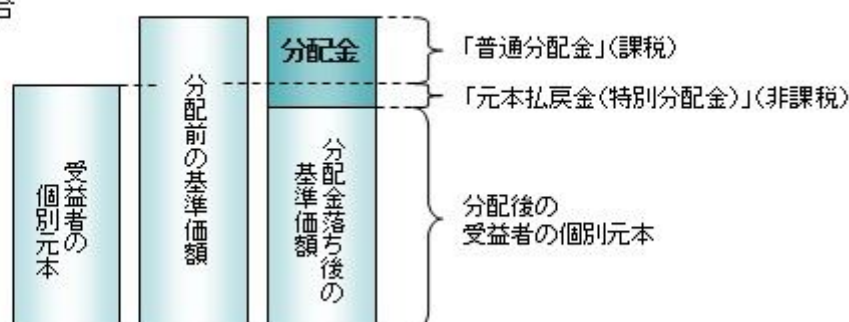 合
分配金
「普通分配金」(課税)
「元本払戻金(特別分配金)」(非課税)
受益者の
個別元本
分配前の基準価額
分配金落ち後の
基準価額
分配後の
受益者の個別元本